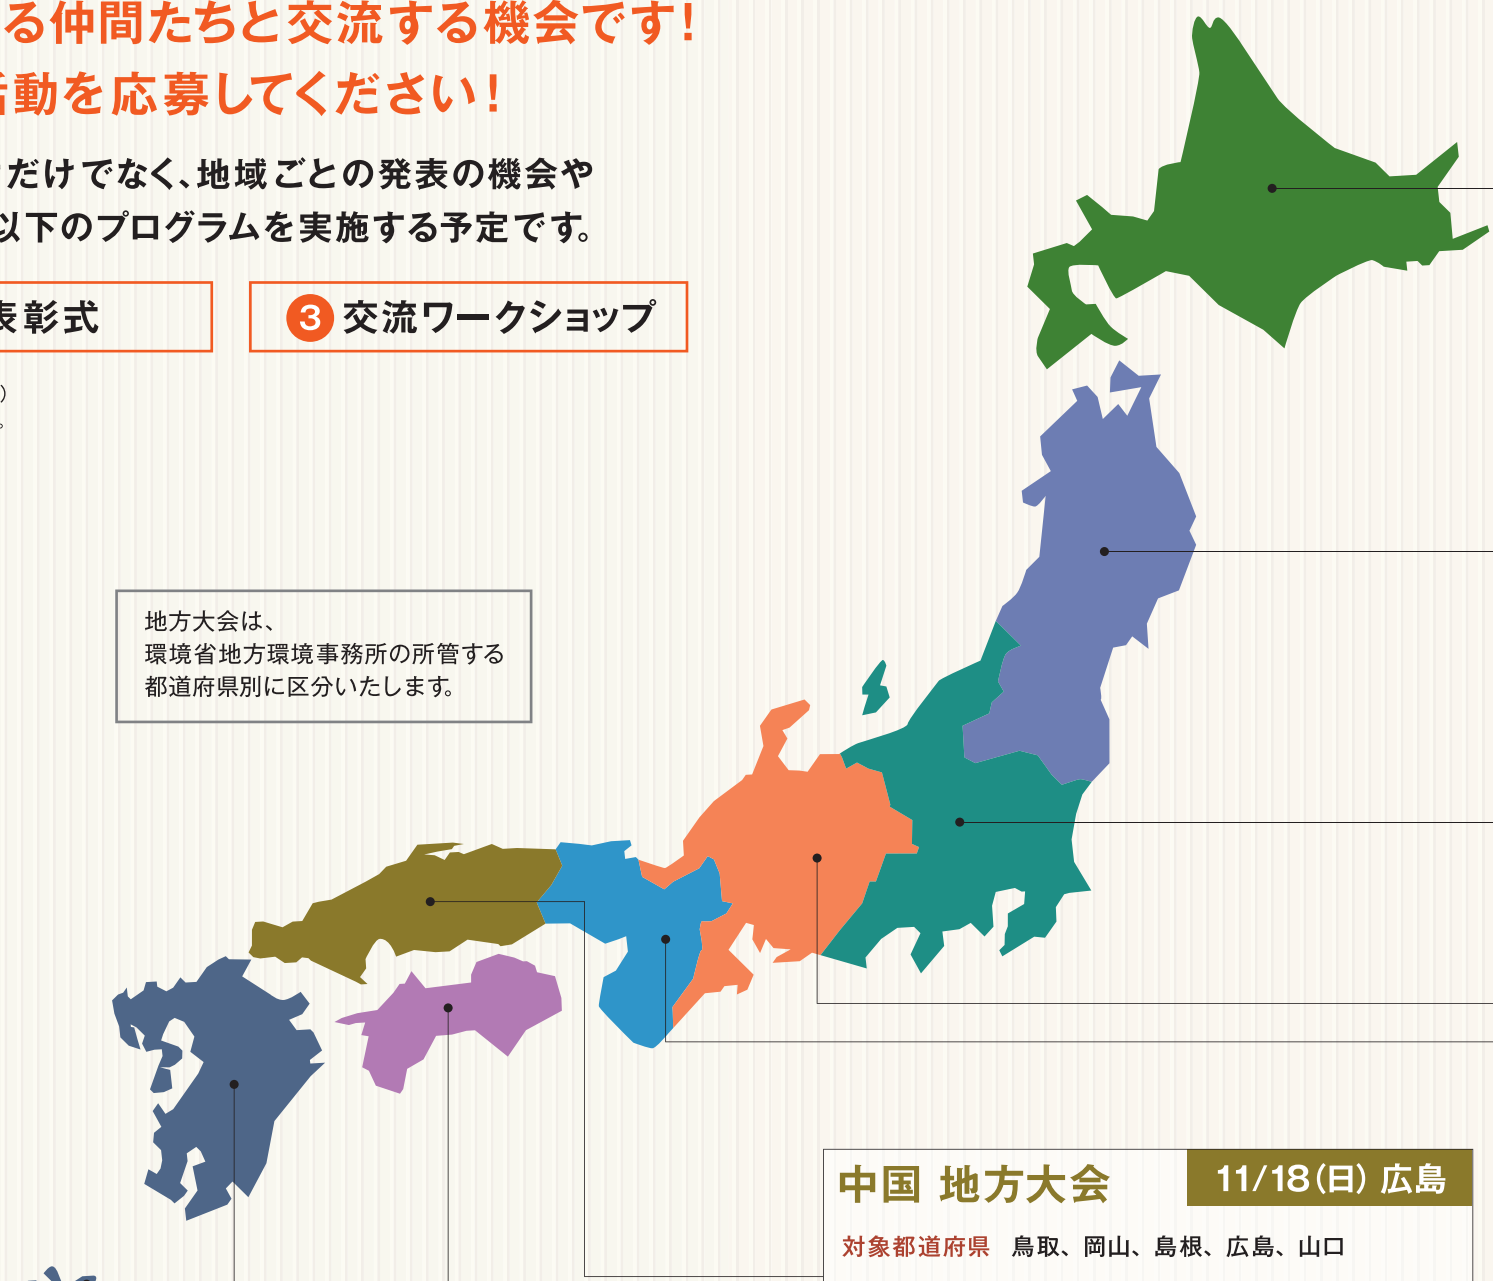 る仲間たちと交流する機会です!
活動を応募してください!
だけでなく、地域ごとの発表の機会や
以下のプログラムを実施する予定です。
表彰式
3 交流ワークショップ
)
。
地方大会は、
環境省地方環境事務所の所管する
都道府県別に区分いたします。
中国 地方大会
11/18(日) 広島
対象都道府県 鳥取、岡山、島根、広島、山口